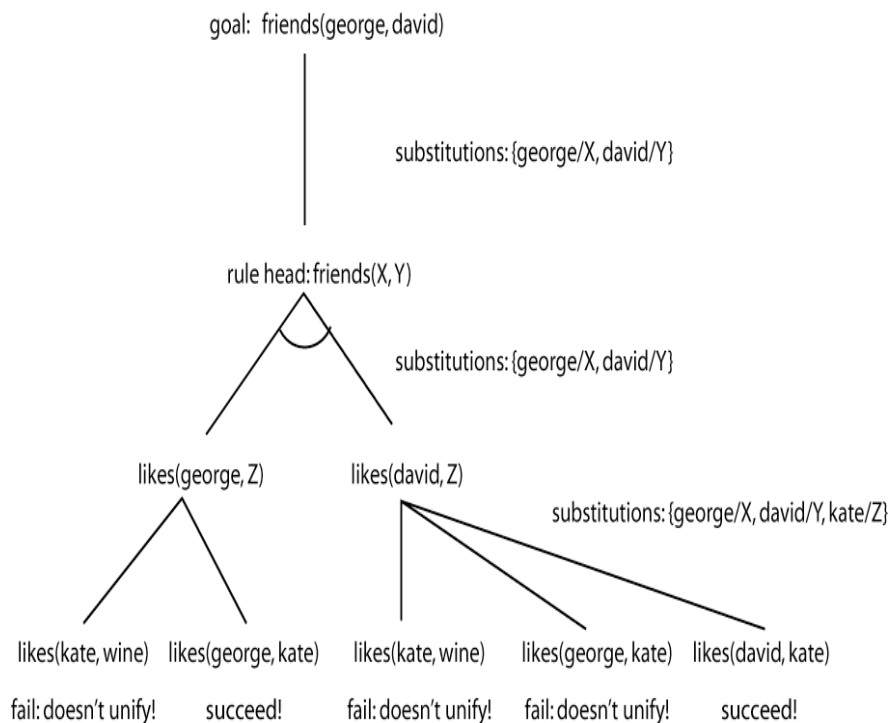 goal: friends(george, david)
substitutions: {george/X, david/Y}
rule head: friends(X, Y)
substitutions: {george/X, david/Y}
likes(george, Z) likes(david, Z)
substitutions: {george/X, david/Y, kate/Z}
likes(kate, wine) likes(george, kate) likes(kate, wine) likes(george, kate) likes(david, kate)
fail: doesn't unify! succeed! fail: doesn't unify! fail: doesn't unify! succeed!